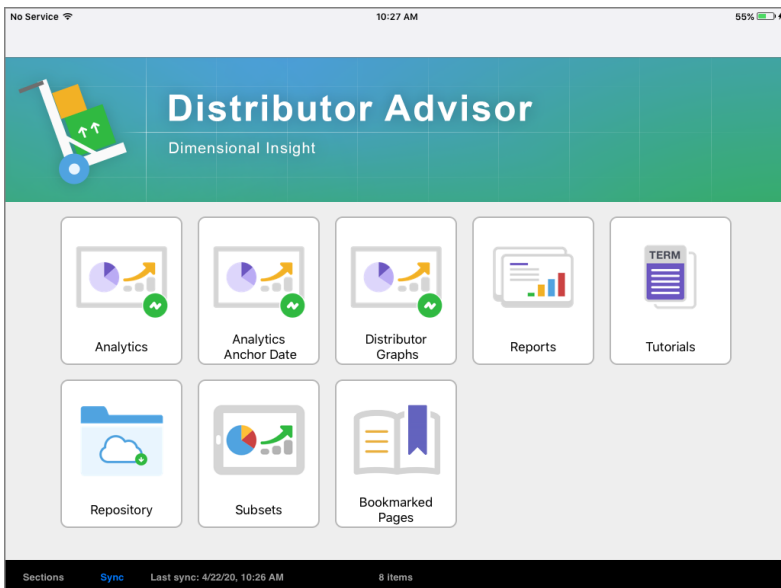 No Service
10:27 AM
55%
Distributor Advisor
Dimensional Insight
TERM
Analytics
Analytics
Anchor Date
Distributor
Graphs
Reports
Tutorials
Repository
Subsets
Bookmarked
Pages
Sections
Sync
Last sync: 4/22/20, 10:26 AM
8 items